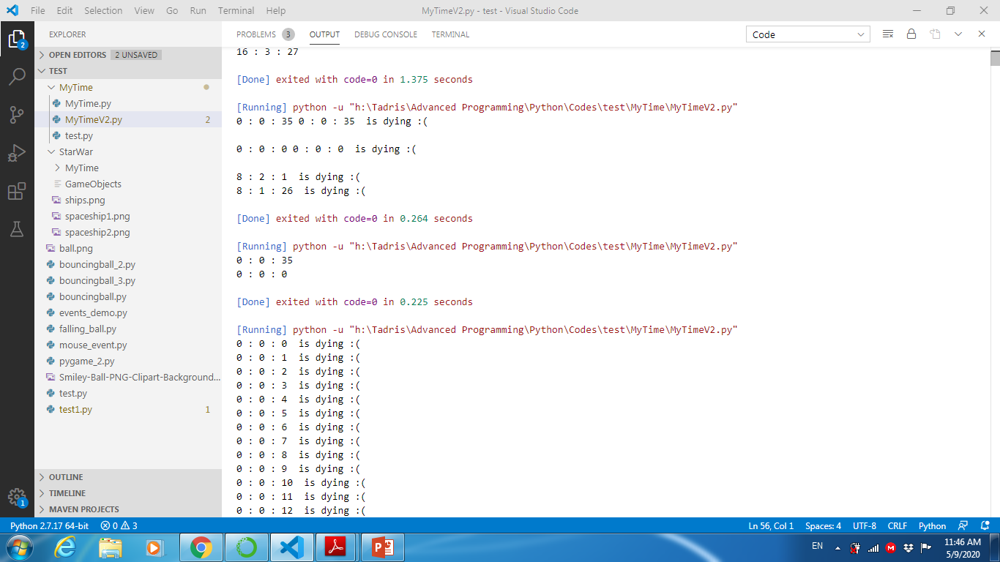 File Edit Selection View Go Run Terminal Help MyTimeV2.py - test - Visual Studio Code
EXPLORER
OPEN EDITORS 2 UNSAVED
TEST
MyTime
MyTime.py
MyTimeV2.py 2
test.py
StarWar
MyTime
GameObjects
ships.png
spaceship1.png
spaceship2.png
ball.png
bouncingball_2.py
bouncingball_3.py
bouncingball.py
events_demo.py
falling_ball.py
mouse_event.py
pygame_2.py
Smiley-Ball-PNG-Clipart-Background...
test.py
test1.py 1
OUTLINE
TIMELINE
MAVEN PROJECTS
2
1
PROBLEMS 3 OUTPUT DEBUG CONSOLE TERMINAL Code
16 : 3 : 27
[Done] exited with code=0 in 1.375 seconds
[Running] python -u "h:\Tadris\Advanced Programming\Python\Codes\test\MyTime\MyTimeV2.py"
0 : 0 : 35 0 : 0 : 35  is dying :(
0 : 0 : 0 0 : 0 : 0  is dying :(
8 : 2 : 1  is dying :(
8 : 1 : 26  is dying :(
[Done] exited with code=0 in 0.264 seconds
[Running] python -u "h:\Tadris\Advanced Programming\Python\Codes\test\MyTime\MyTimeV2.py"
0 : 0 : 35
0 : 0 : 0
[Done] exited with code=0 in 0.225 seconds
[Running] python -u "h:\Tadris\Advanced Programming\Python\Codes\test\MyTime\MyTimeV2.py"
0 : 0 : 0  is dying :(
0 : 0 : 1  is dying :(
0 : 0 : 2  is dying :(
0 : 0 : 3  is dying :(
0 : 0 : 4  is dying :(
0 : 0 : 5  is dying :(
0 : 0 : 6  is dying :(
0 : 0 : 7  is dying :(
0 : 0 : 8  is dying :(
0 : 0 : 9  is dying :(
0 : 0 : 10  is dying :(
0 : 0 : 11  is dying :(
0 : 0 : 12  is dying :(
Python 2.7.17 64-bit 0 3 Ln 56, Col 1 Spaces: 4 UTF-8 CRLF Python
EN 11:46 AM
5/9/2020